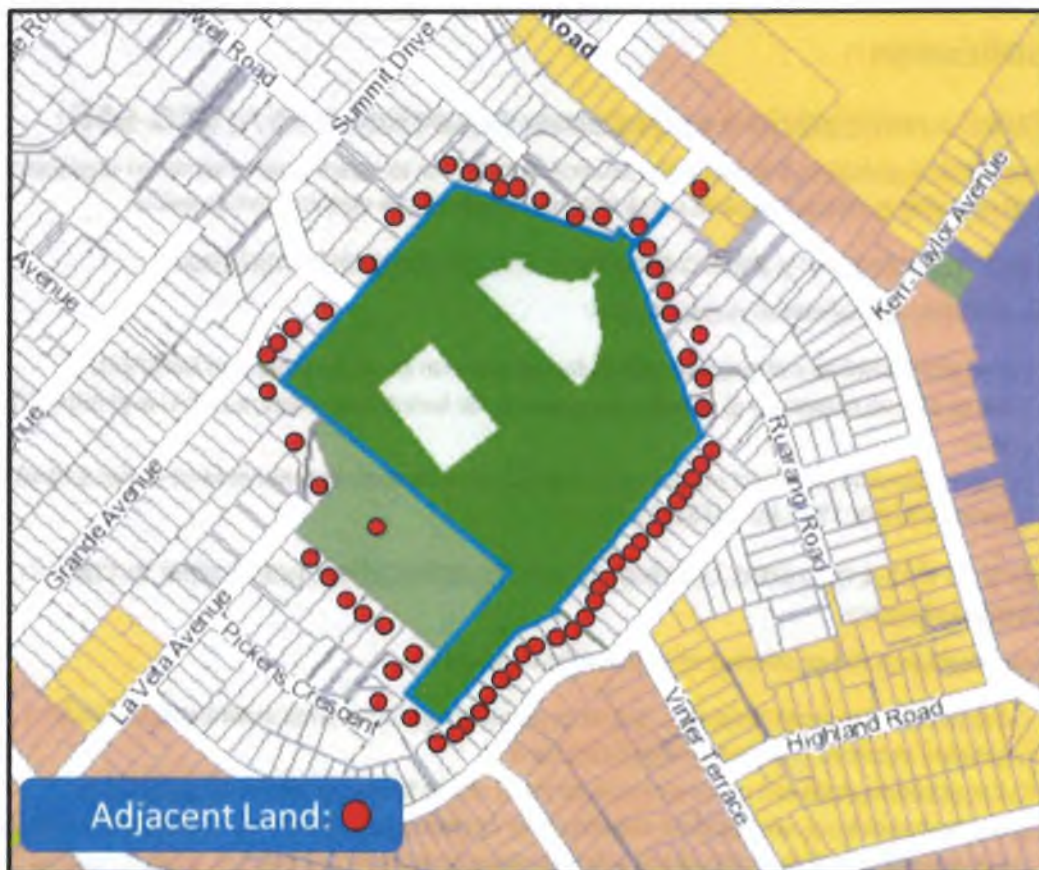 Road
Summit Drive
Road
Kerr-Taylor Avenue
Avenue
Ruarangi Road
Grande Avenue
La Veta Avenue
Pickens Crescent
Vinter Terrace
Highland Road
Adjacent Land: